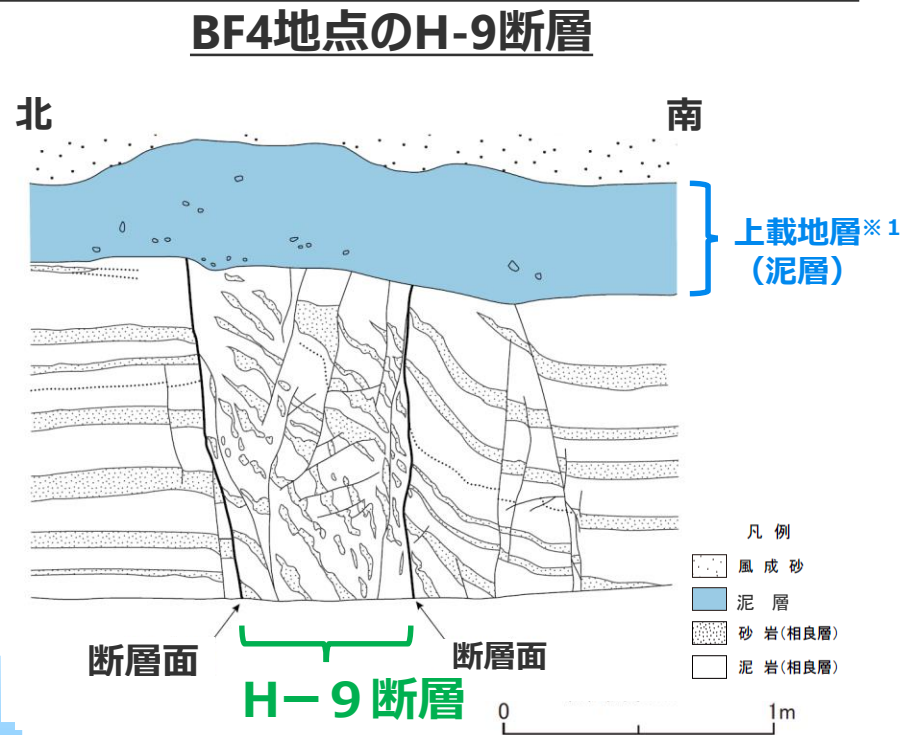 BF4地点のH-9断層
北
南
上載地層※１
（泥層）
断層面
断層面
Hー９断層
凡 例
風 成 砂
泥 層
砂 岩(相良層)
泥 岩(相良層)
0
1m